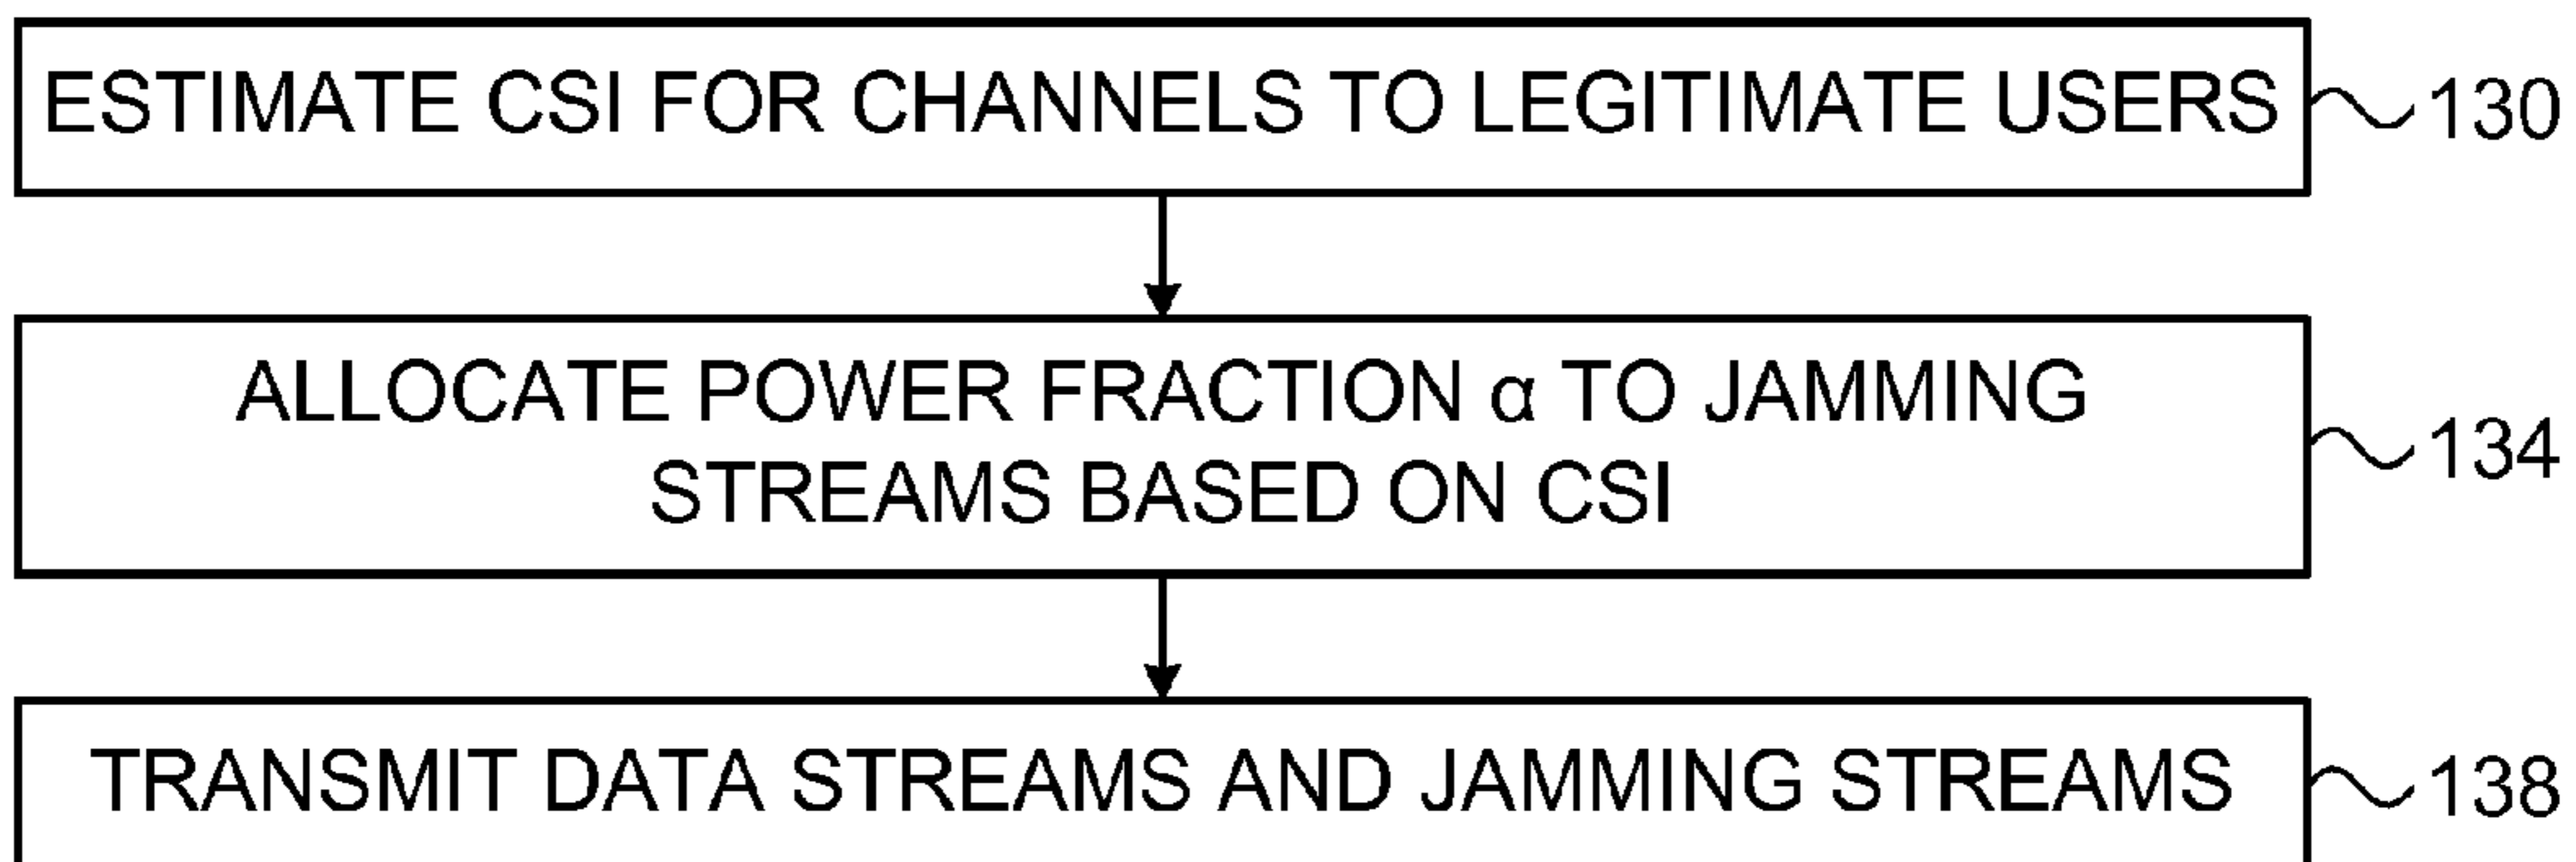 ESTIMATE CSI FOR CHANNELS TO LEGITIMATE USERS
130
ALLOCATE POWER FRACTION α TO JAMMING
STREAMS BASED ON CSI
134
TRANSMIT DATA STREAMS AND JAMMING STREAMS
138